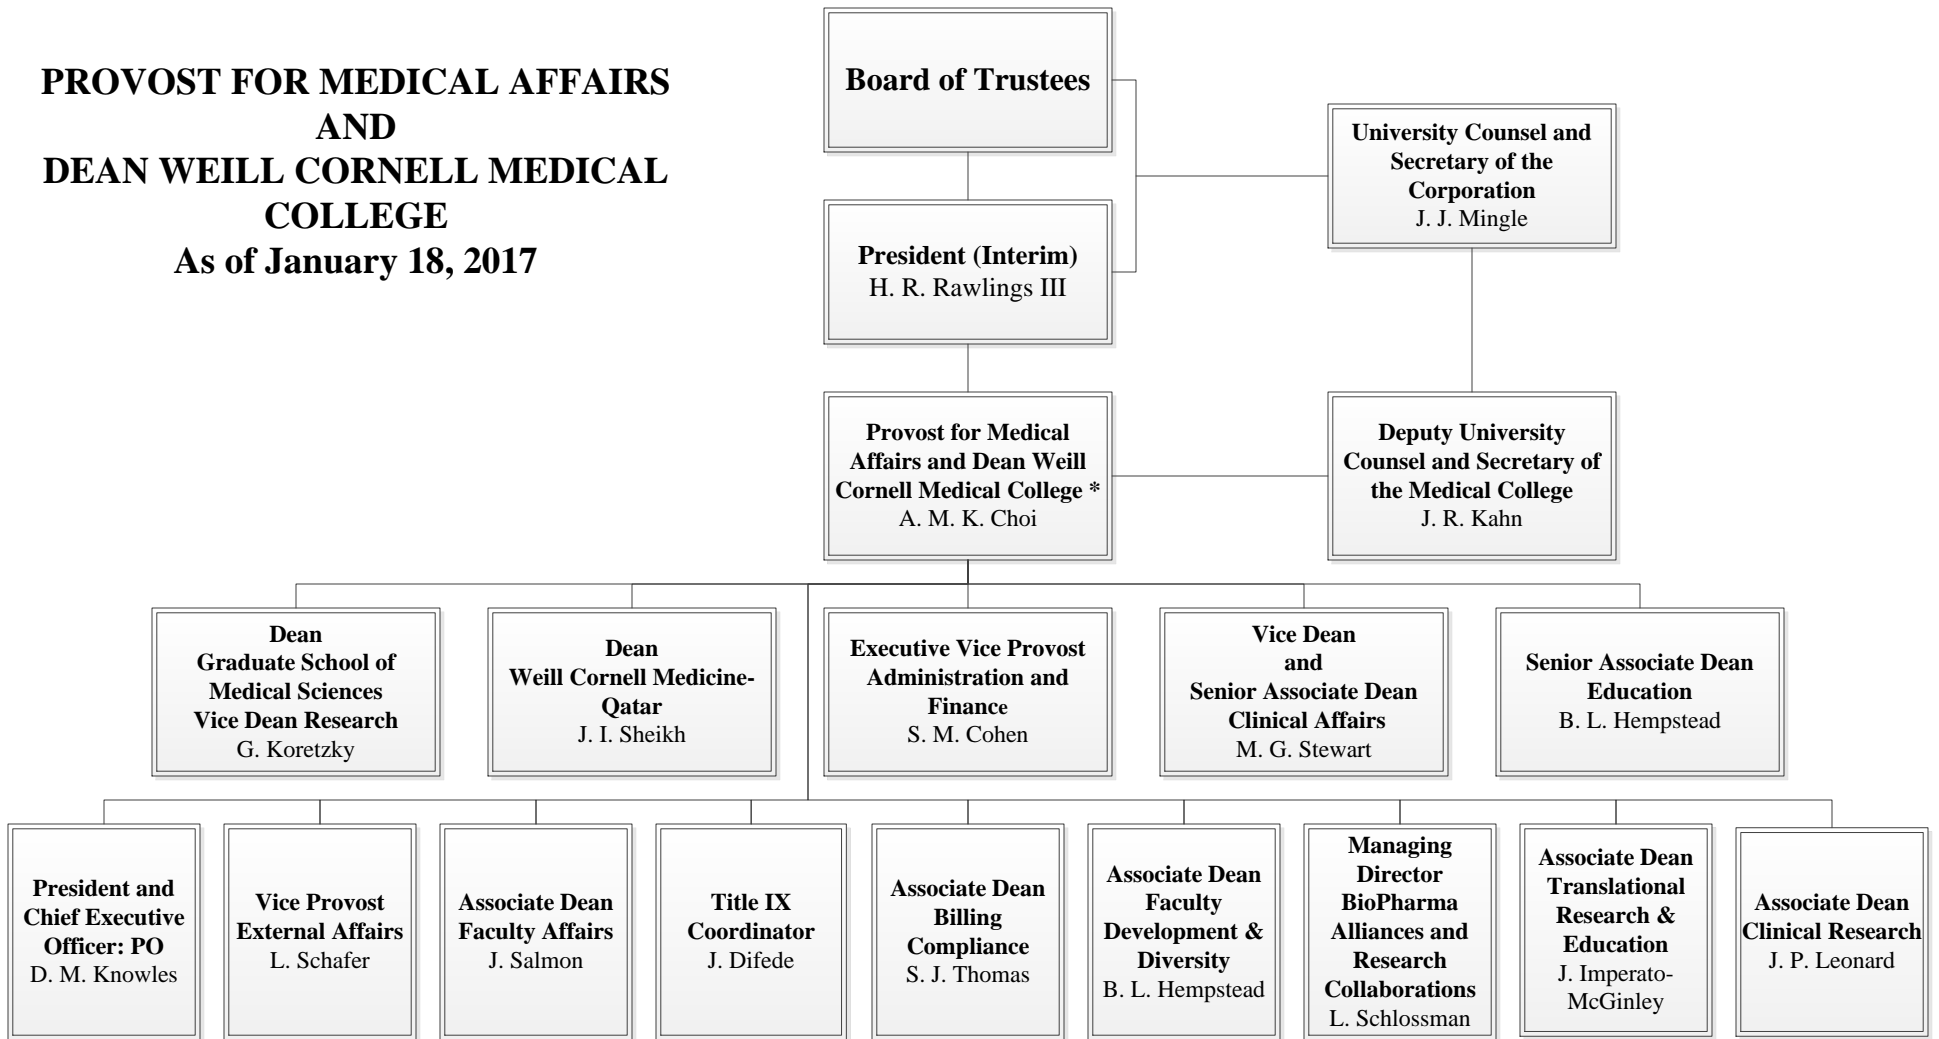 PROVOST FOR MEDICAL AFFAIRS
AND
DEAN WEILL CORNELL MEDICAL
COLLEGE
As of January 18, 2017
Board of Trustees
University Counsel and
Secretary of the
Corporation
J. J. Mingle
President (Interim)
H. R. Rawlings III
Provost for Medical
Affairs and Dean Weill
Cornell Medical College *
A. M. K. Choi
Deputy University
Counsel and Secretary of
the Medical College
J. R. Kahn
Dean
Graduate School of
Medical Sciences
Vice Dean Research
G. Koretzky
Dean
Weill Cornell Medicine-
Qatar
J. I. Sheikh
Executive Vice Provost
Administration and
Finance
S. M. Cohen
Vice Dean
and
Senior Associate Dean
Clinical Affairs
M. G. Stewart
Senior Associate Dean
Education
B. L. Hempstead
President and
Chief Executive
Officer: PO
D. M. Knowles
Vice Provost
External Affairs
L. Schafer
Associate Dean
Faculty Affairs
J. Salmon
Title IX
Coordinator
J. Difede
Associate Dean
Billing
Compliance
S. J. Thomas
Associate Dean
Faculty
Development &
Diversity
B. L. Hempstead
Managing
Director
BioPharma
Alliances and
Research
Collaborations
L. Schlossman
Associate Dean
Translational
Research &
Education
J. Imperato-
McGinley
Associate Dean
Clinical Research
J. P. Leonard